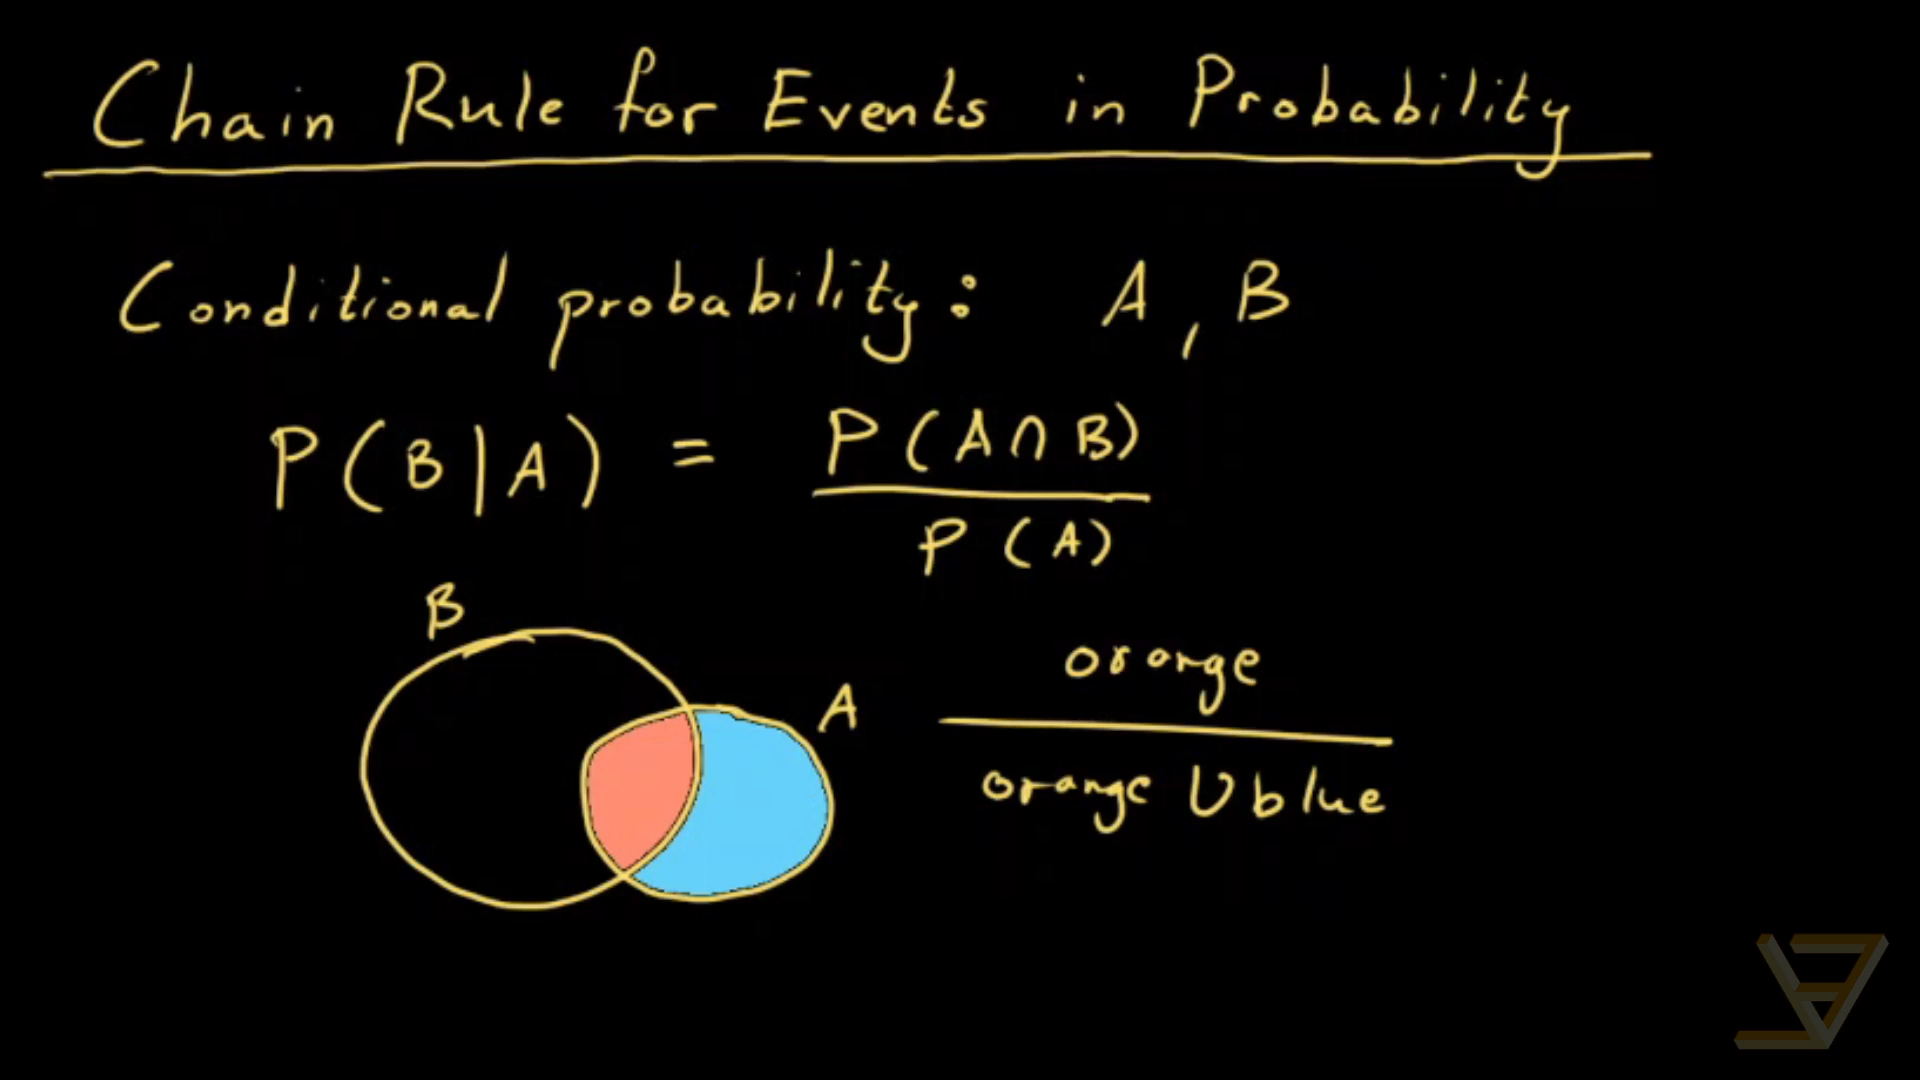 Chain Rule for Events in Probability
Conditional probability: A, B
P(B|A) = P(A∩B)
P(A)
B
A
orange
orange ∪ blue